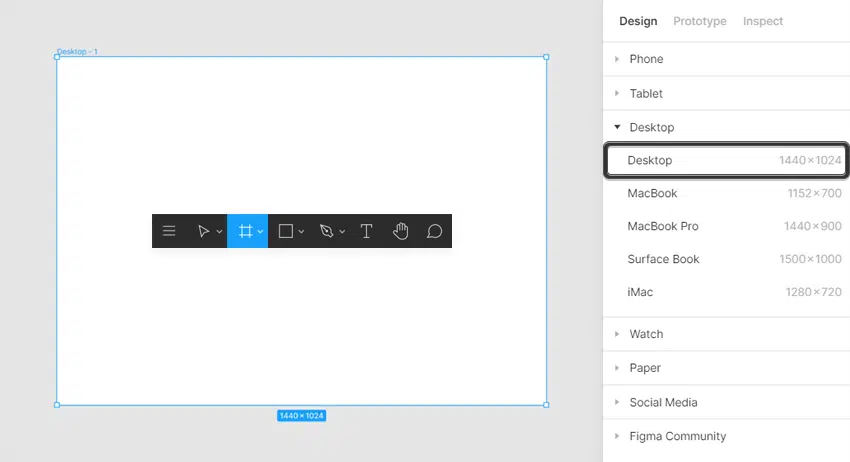 Design Prototype Inspect
Desktop - 1
Phone
Tablet
Desktop
Desktop 1440×1024
MacBook 1152×700
MacBook Pro 1440×900
Surface Book 1500×1000
iMac 1280×720
Watch
Paper
Social Media
1440×1024
Figma Community